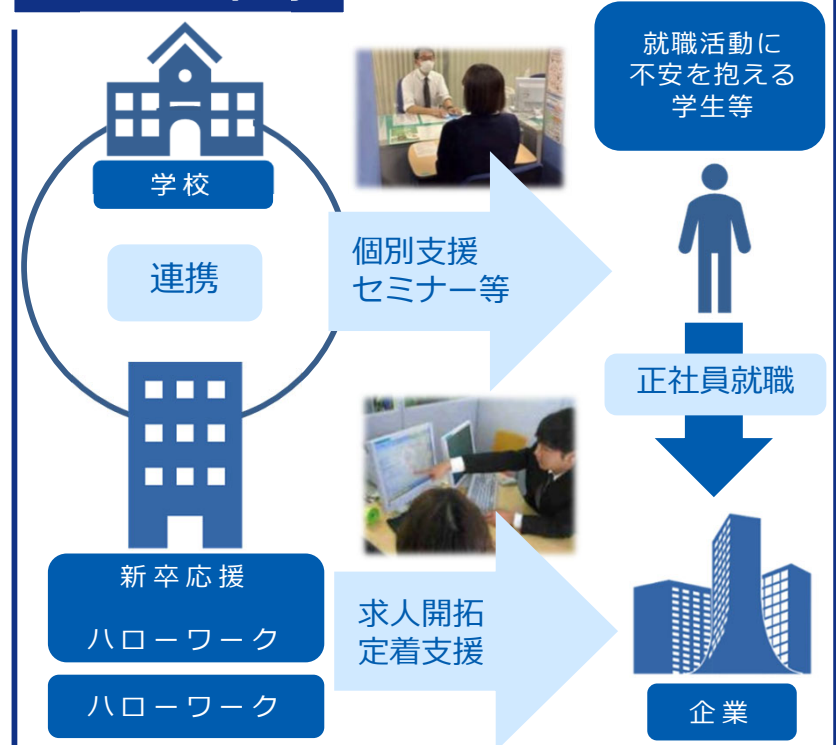 就職活動に
不安を抱える
学生等
学校
連携
個別支援
セミナー等
正社員就職
新卒応援
ハローワーク
ハローワーク
求人開拓
定着支援
企業